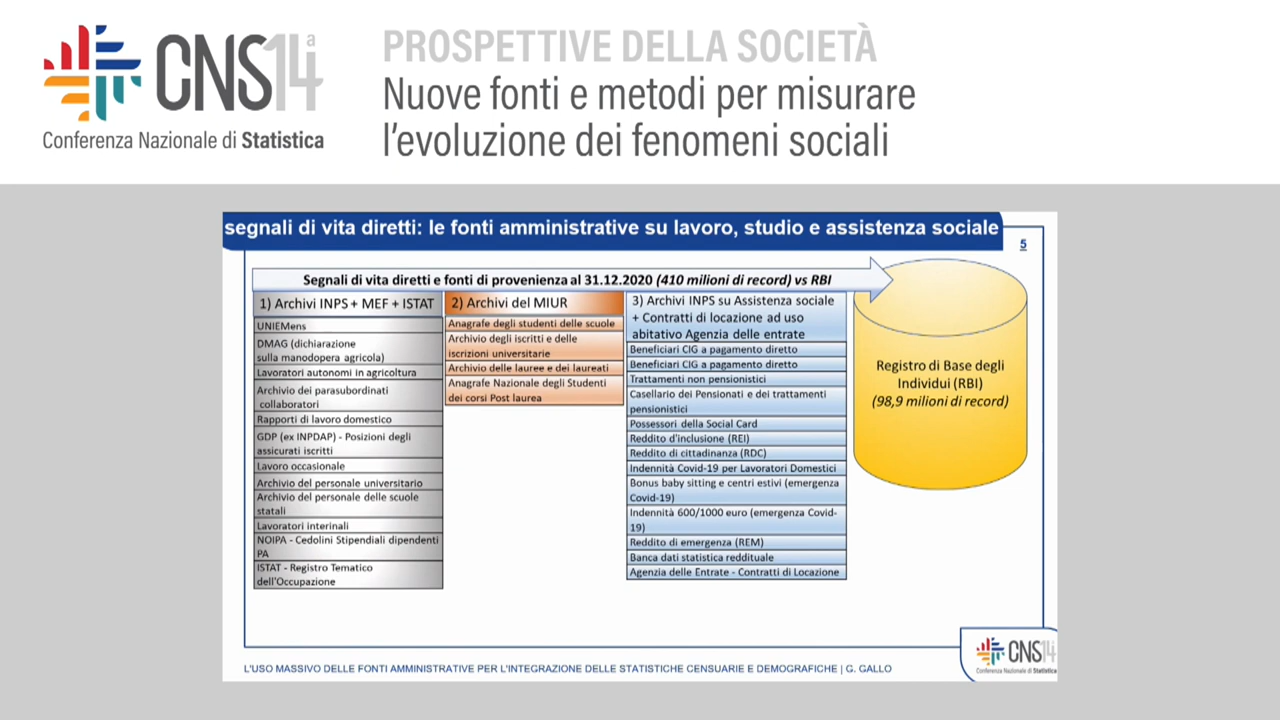 CNS14a
Conferenza Nazionale di Statistica
PROSPETTIVE DELLA SOCIETÀ
Nuove fonti e metodi per misurare
l'evoluzione dei fenomeni sociali
segnali di vita diretti: le fonti amministrative su lavoro, studio e assistenza sociale
5
Segnali di vita diretti e fonti di provenienza al 31.12.2020 (410 milioni di record) vs RBI
1) Archivi INPS + MEF + ISTAT
UNIEMens
DMAG (dichiarazione
sulla manodopera agricola)
Lavoratori autonomi in agricoltura
Archivio dei parasubordinati
collaboratori
Rapporti di lavoro domestico
GDP (ex INPDAP) - Posizioni degli
assicurati iscritti
Lavoro occasionale
Archivio del personale universitario
Archivio del personale delle scuole
statali
Lavoratori interinali
NOIPA - Cedolini Stipendiali dipendenti
PA
ISTAT - Registro Tematico
dell'Occupazione
2) Archivi del MIUR
Anagrafe degli studenti delle scuole
Archivio degli iscritti e delle
iscrizioni universitarie
Archivio delle lauree e dei laureati
Anagrafe Nazionale degli Studenti
dei corsi Post laurea
3) Archivi INPS su Assistenza sociale
+ Contratti di locazione ad uso
abitativo Agenzia delle entrate
Beneficiari CIG a pagamento diretto
Beneficiari CIG a pagamento diretto
Trattamenti non pensionistici
Casellario dei Pensionati e dei trattamenti
pensionistici
Possessori della Social Card
Reddito d'inclusione (REI)
Reddito di cittadinanza (RDC)
Indennità Covid-19 per Lavoratori Domestici
Bonus baby sitting e centri estivi (emergenza
Covid-19)
Indennità 600/1000 euro (emergenza Covid-
19)
Reddito di emergenza (REM)
Banca dati statistica reddituale
Agenzia delle Entrate - Contratti di Locazione
Registro di Base degli
Individui (RBI)
(98,9 milioni di record)
L'USO MASSIVO DELLE FONTI AMMINISTRATIVE PER L'INTEGRAZIONE DELLE STATISTICHE CENSUARIE E DEMOGRAFICHE | G. GALLO
CNS14
Conferenza Nazionale di Statistica